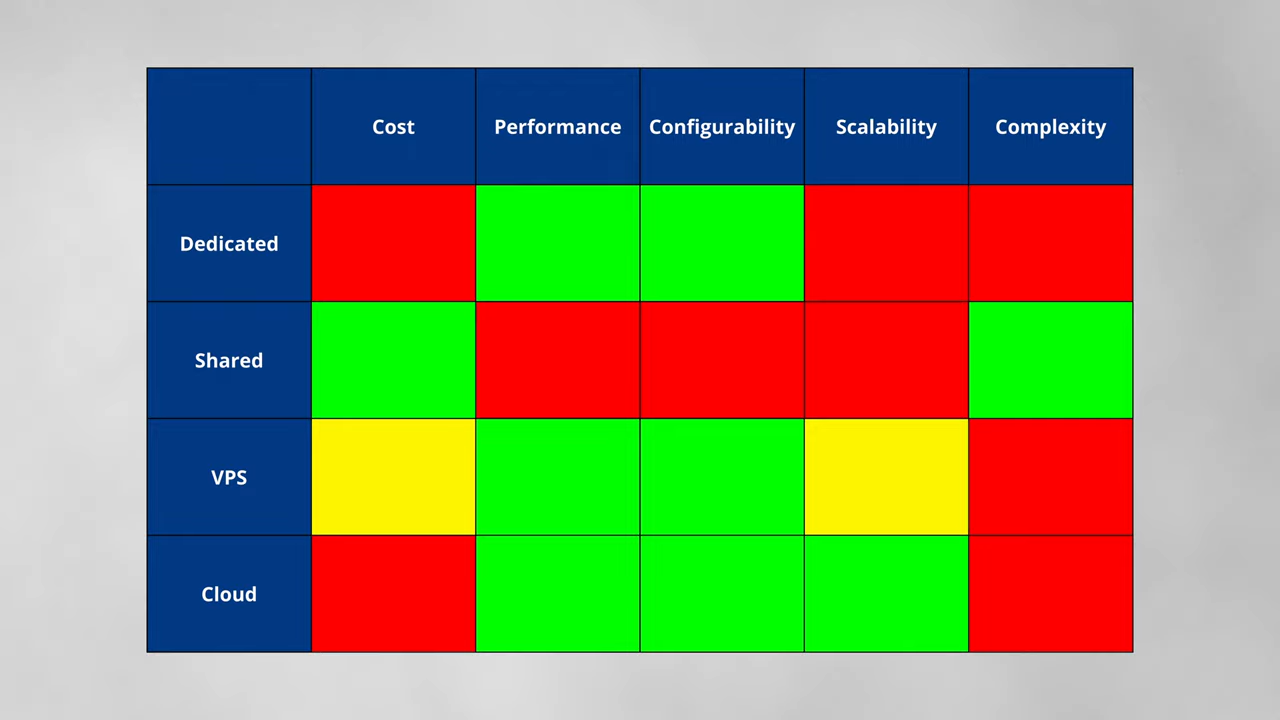 Cost Performance Configurability Scalability Complexity
Dedicated
Shared
VPS
Cloud